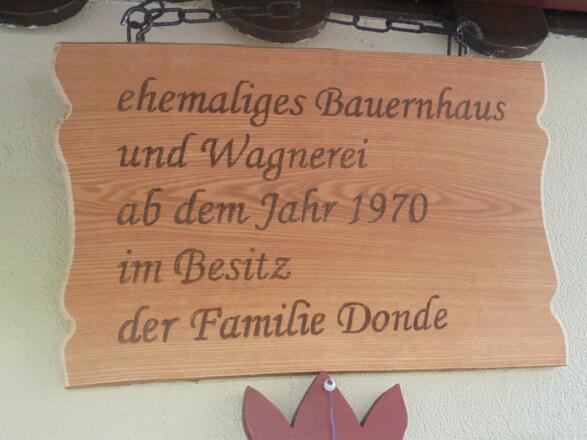 ehemaliges Bauernhaus
und Wagnerei
ab dem Jahr 1970
im Besitz
der Familie Donde